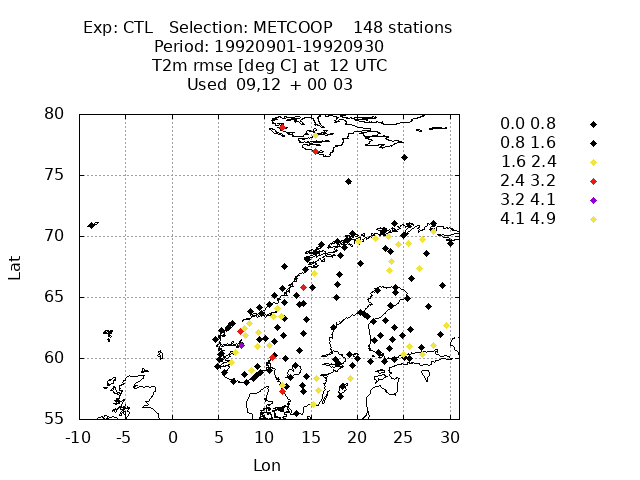 Exp: CTL   Selection: METCOOP    148 stations
Period: 19920901-19920930
T2m rmse [deg C] at  12 UTC
Used  09,12  + 00 03
80
75
70
65
60
55
-10 -5 0 5 10 15 20 25 30
Lat
Lon
0.0 0.8
0.8 1.6
1.6 2.4
2.4 3.2
3.2 4.1
4.1 4.9